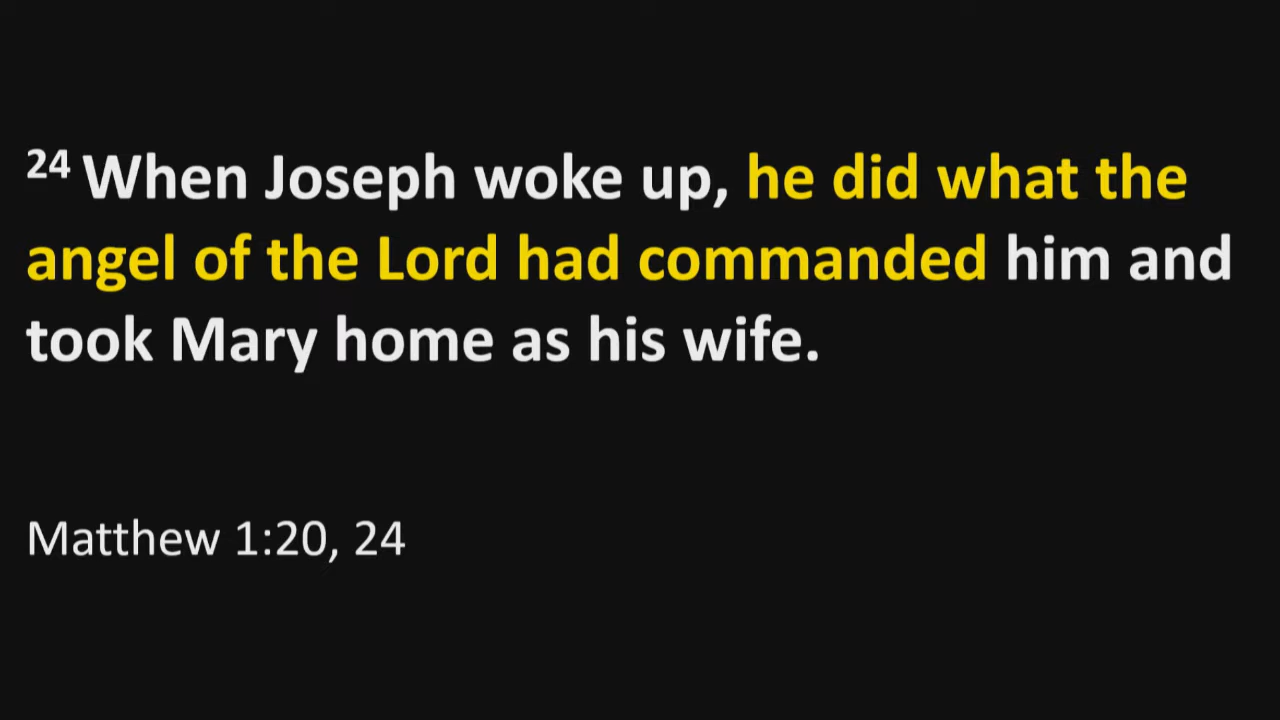 24 When Joseph woke up, he did what the
angel of the Lord had commanded him and
took Mary home as his wife.
Matthew 1:20, 24